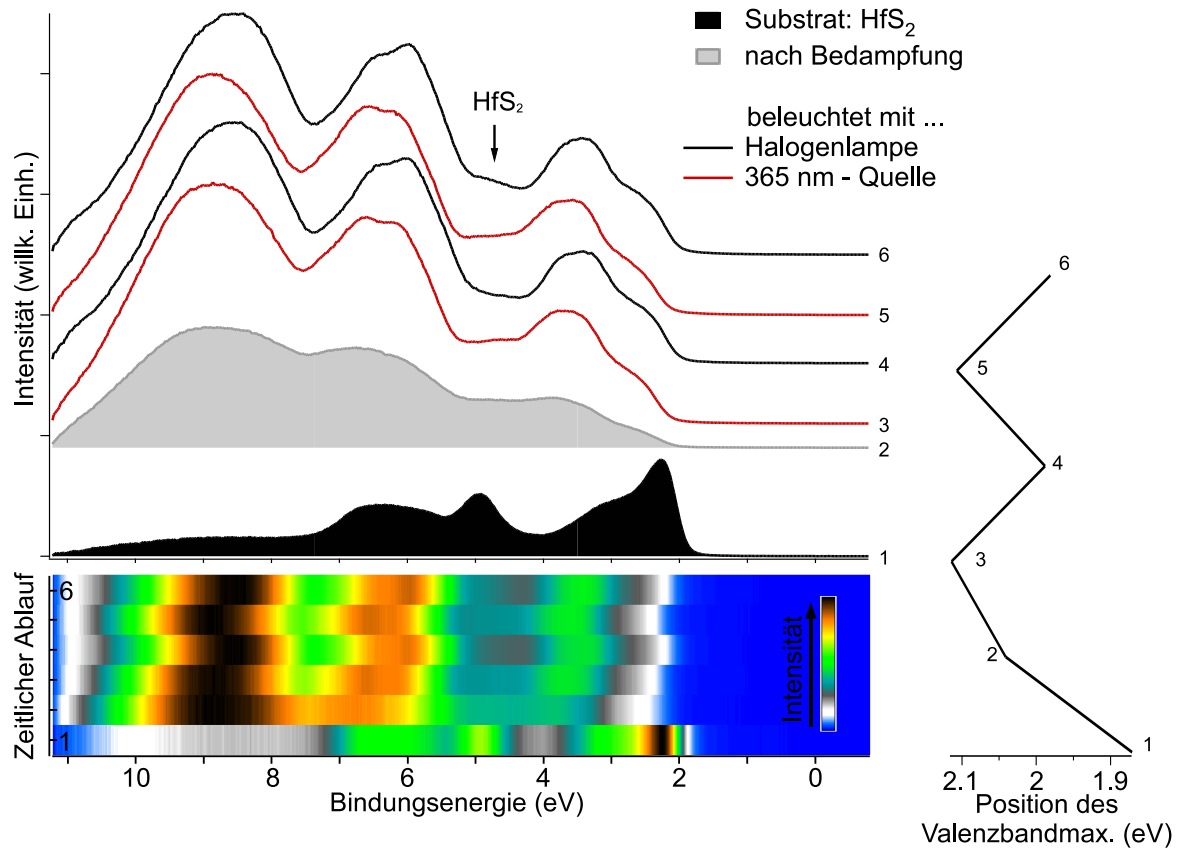 Substrat: HfS₂
nach Bedampfung
beleuchtet mit ...
Halogenlampe
365 nm - Quelle
HfS₂
Intensität (willk. Einh.)
6
5
4
3
2
1
Zeitlicher Ablauf
6
1
Intensität
10 8 6 4 2 0
Bindungsenergie (eV)
6
5
4
3
2
1
2.1 2 1.9
Position des
Valenzbandmax. (eV)